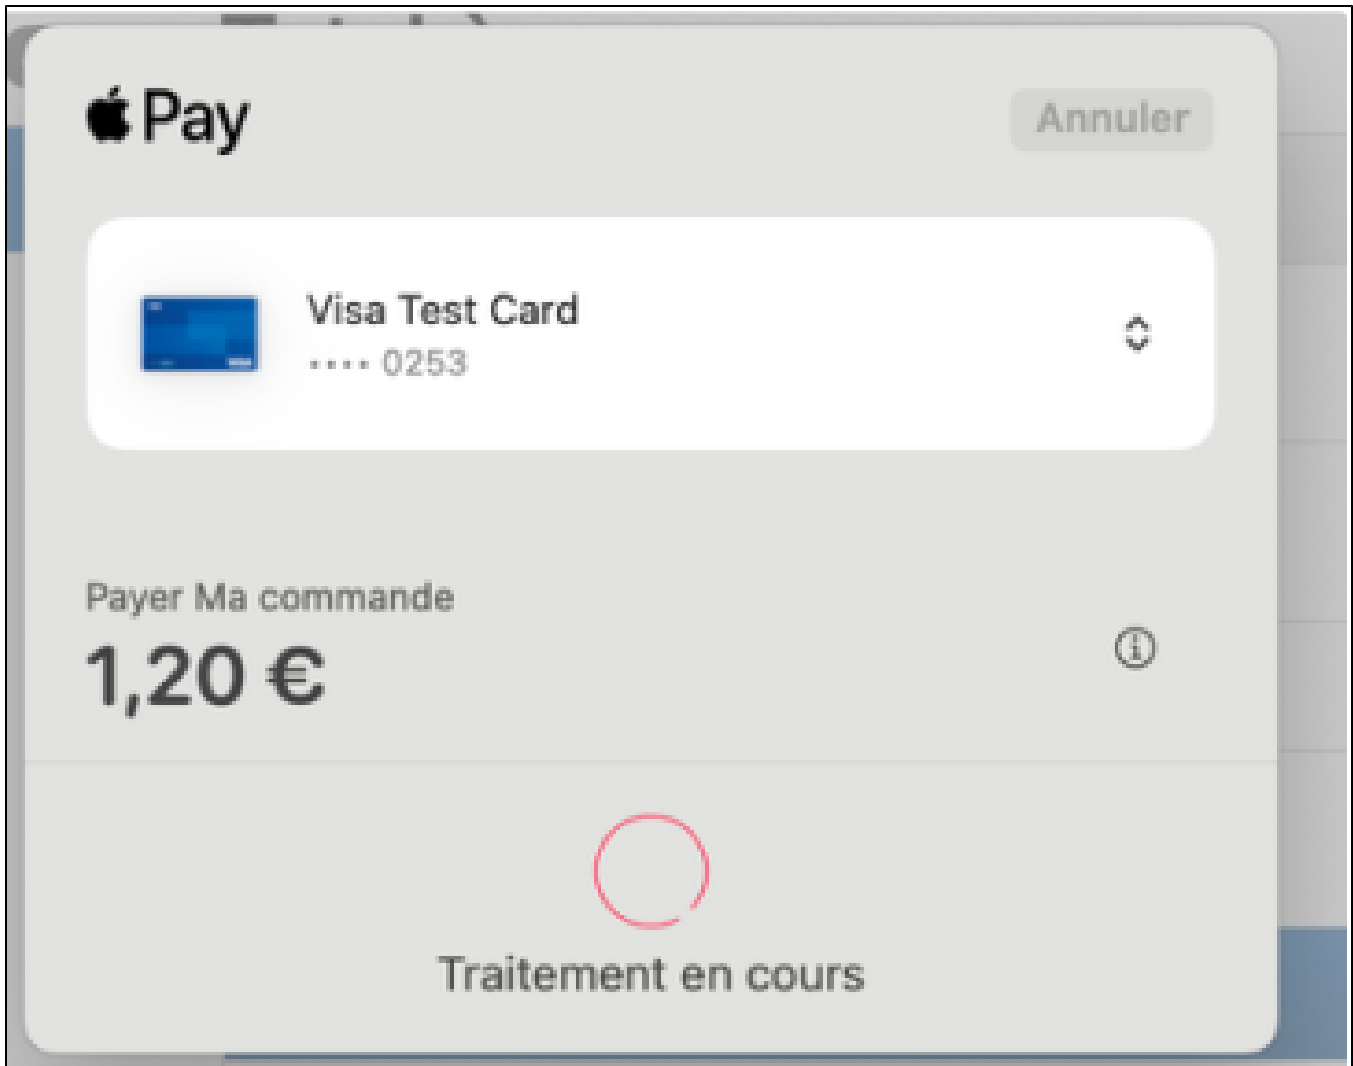 Pay
Annuler
Visa Test Card
•••• 0253
Payer Ma commande
1,20 €
Traitement en cours